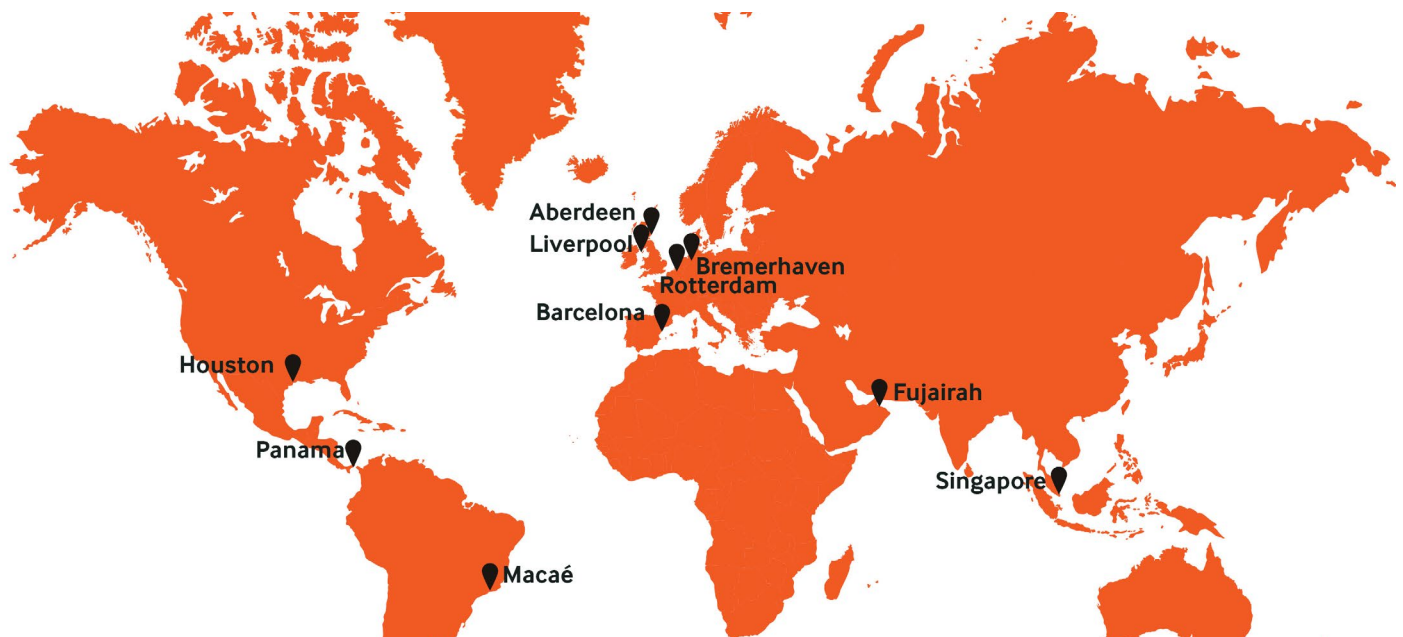 Aberdeen
Liverpool
Bremerhaven
Rotterdam
Barcelona
Houston
Fujairah
Panama
Singapore
Macaé